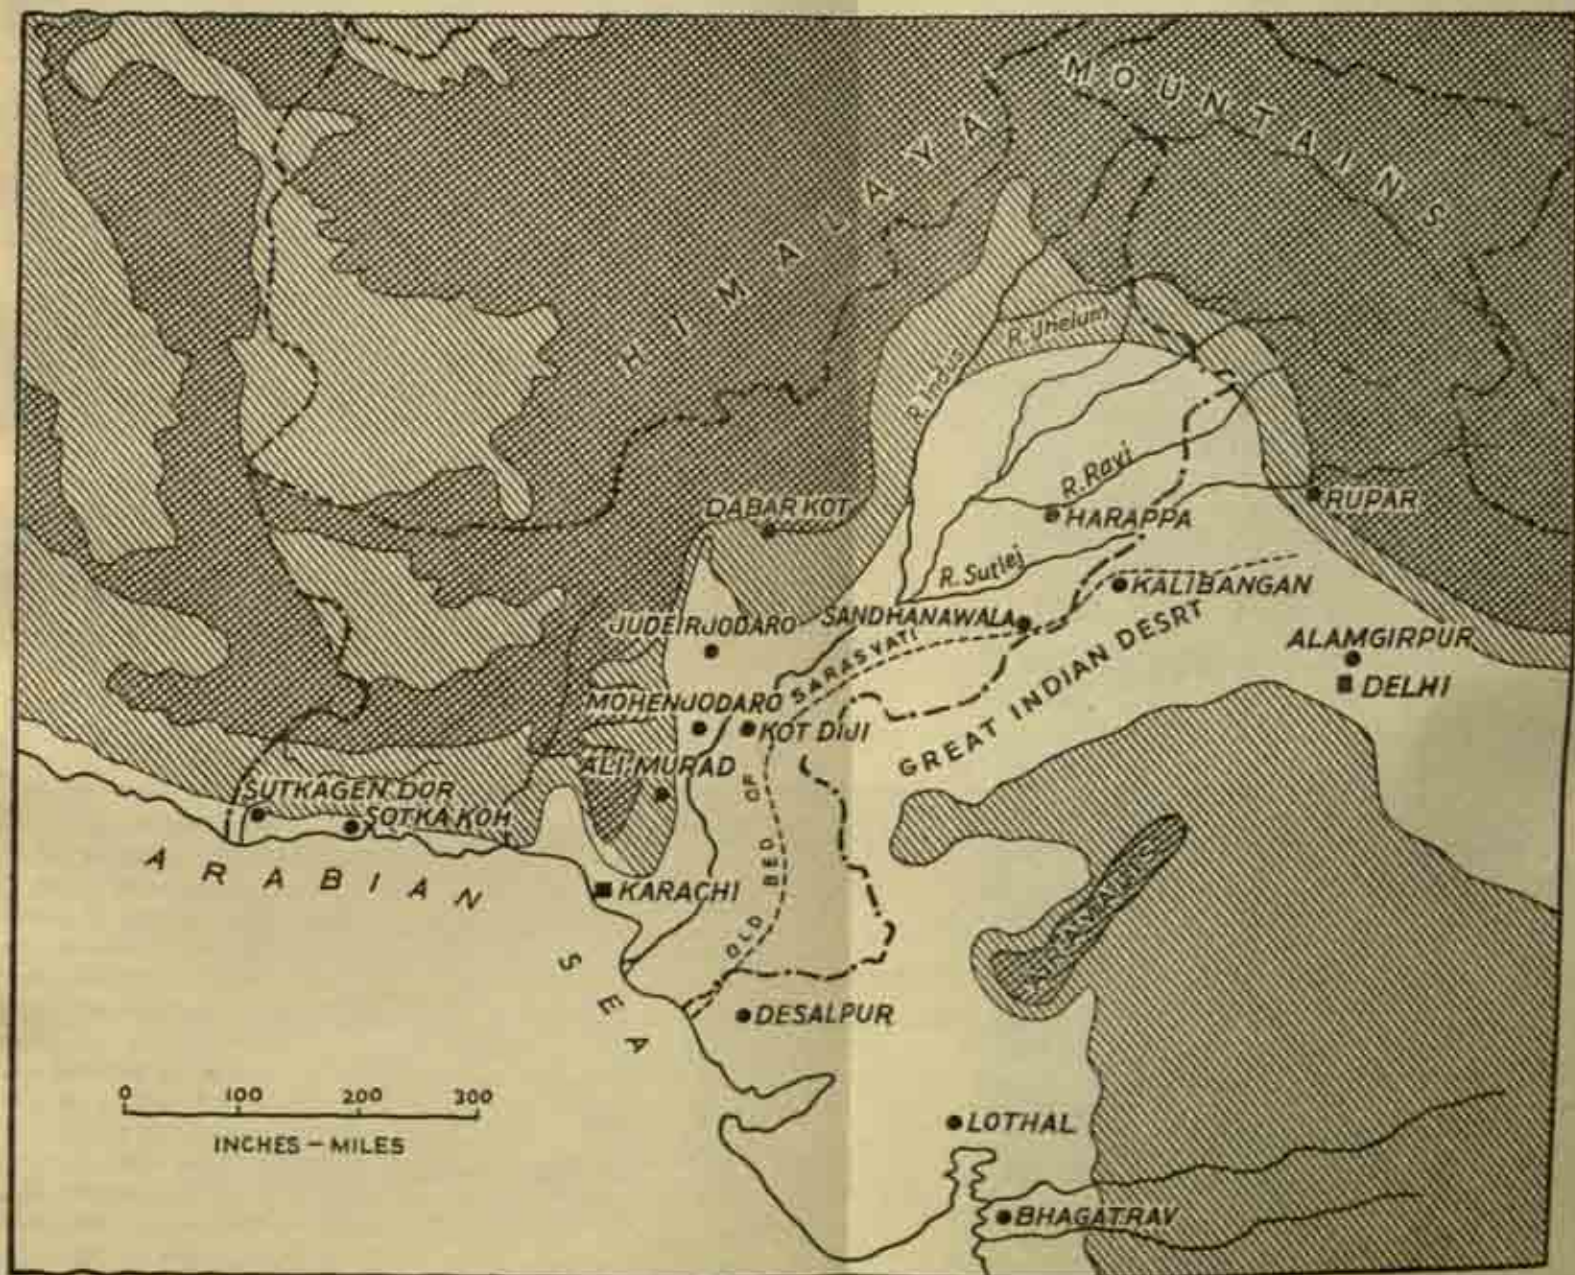 HIMALAYA MOUNTAINS
R. Jhelum
R. Indus
R. Ravi
DABAR KOT
HARAPPA
RUPAR
R. Sutlej
KALIBANGAN
JUDEIRJODARO
SANDHANAWALA
ALAMGIRPUR
DELHI
GREAT INDIAN DESRT
MOHENJODARO
KOT DIJI
OLD BED OF SARASVATI
ALI MURAD
SUTKAGEN DOR
SOTKA KOH
ARABIAN SEA
KARACHI
ARAVALLIS
DESALPUR
0 100 200 300
INCHES – MILES
LOTHAL
BHAGATRAV